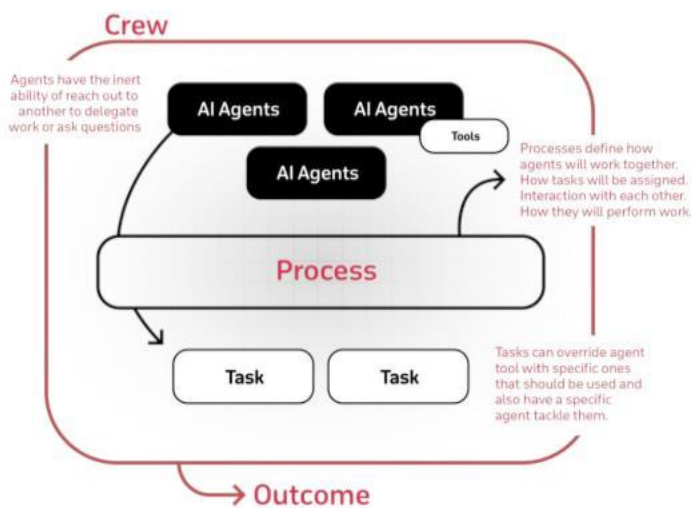 Crew
Agents have the inert
ability of reach out to
another to delegate
work or ask questions
AI Agents
AI Agents
Tools
AI Agents
Processes define how
agents will work together.
How tasks will be assigned.
Interaction with each other.
How they will perform work.
Process
Task
Task
Tasks can override agent
tool with specific ones
that should be used and
also have a specific
agent tackle them.
Outcome